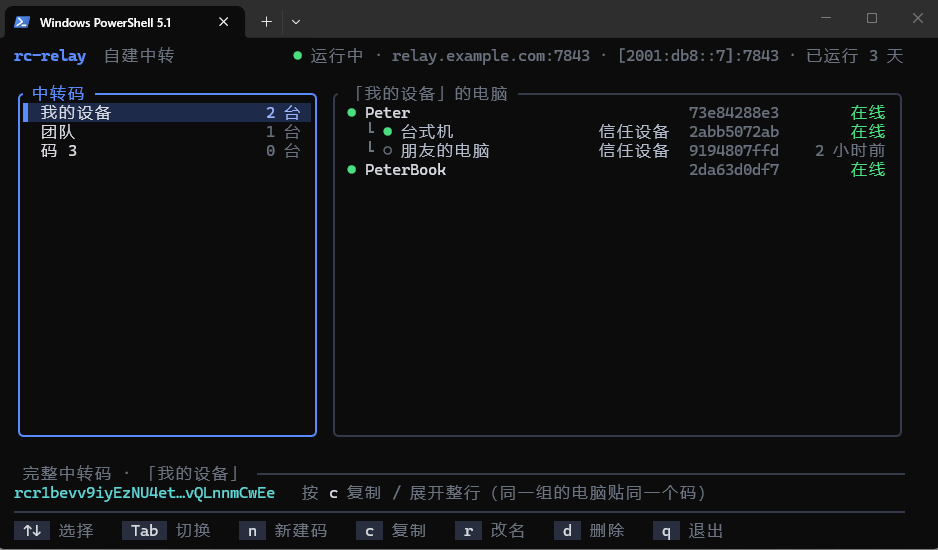 Windows PowerShell 5.1
rc-relay 自建中转 ● 运行中 · relay.example.com:7843 · [2001:db8::7]:7843 · 已运行 3 天
中转码
我的设备 2 台
团队 1 台
码 3 0 台
「我的设备」的电脑
● Peter 73e84288e3 在线
└ ● 台式机 信任设备 2abb5072ab 在线
└ ○ 朋友的电脑 信任设备 9194807ffd 2 小时前
● PeterBook 2da63d0df7 在线
完整中转码 · 「我的设备」
rcr1bevv9iyEzNU4et…vQLnnmCwEe 按 c 复制 / 展开整行 (同一组的电脑贴同一个码)
↑↓ 选择 Tab 切换 n 新建码 c 复制 r 改名 d 删除 q 退出